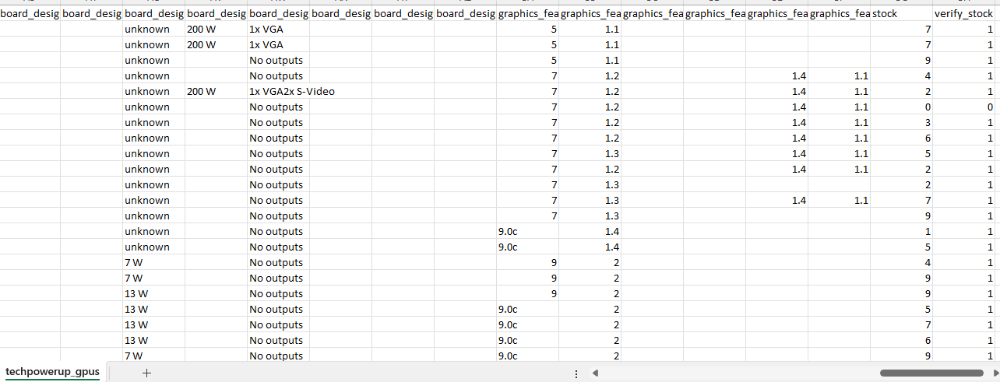 board_desig board_desig board_desig board_desig board_desig board_desig board_desig board_desig graphics_fea graphics_fea graphics_fea graphics_fea graphics_fea graphics_fea stock verify_stock
unknown 200 W 1x VGA 5 1.1 7 1
unknown 200 W 1x VGA 5 1.1 7 1
unknown No outputs 5 1.1 9 1
unknown No outputs 7 1.2 1.4 1.1 4 1
unknown 200 W 1x VGA2x S-Video 7 1.2 1.4 1.1 2 1
unknown No outputs 7 1.2 1.4 1.1 0 0
unknown No outputs 7 1.2 1.4 1.1 3 1
unknown No outputs 7 1.2 1.4 1.1 6 1
unknown No outputs 7 1.3 1.4 1.1 5 1
unknown No outputs 7 1.2 1.4 1.1 2 1
unknown No outputs 7 1.3 2 1
unknown No outputs 7 1.3 1.4 1.1 7 1
unknown No outputs 7 1.3 9 1
unknown No outputs 9.0c 1.4 1 1
unknown No outputs 9.0c 1.4 5 1
7 W No outputs 9 2 4 1
7 W No outputs 9 2 9 1
13 W No outputs 9 2 9 1
13 W No outputs 9.0c 2 5 1
13 W No outputs 9.0c 2 7 1
13 W No outputs 9.0c 2 6 1
7 W No outputs 9.0c 2 9 1
techpowerup_gpus